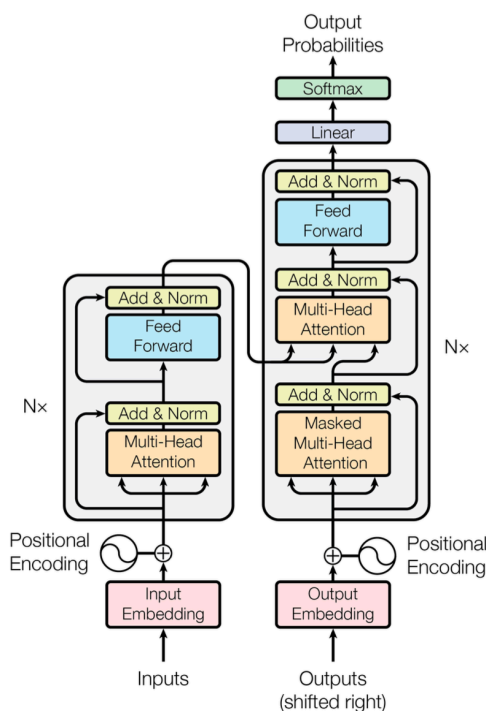 Output
Probabilities
Softmax
Linear
Add & Norm
Feed
Forward
Add & Norm
Multi-Head
Attention
Add & Norm
Masked
Multi-Head
Attention
Nx
Add & Norm
Feed
Forward
Add & Norm
Multi-Head
Attention
Nx
Positional
Encoding
Positional
Encoding
Input
Embedding
Output
Embedding
Inputs
Outputs
(shifted right)